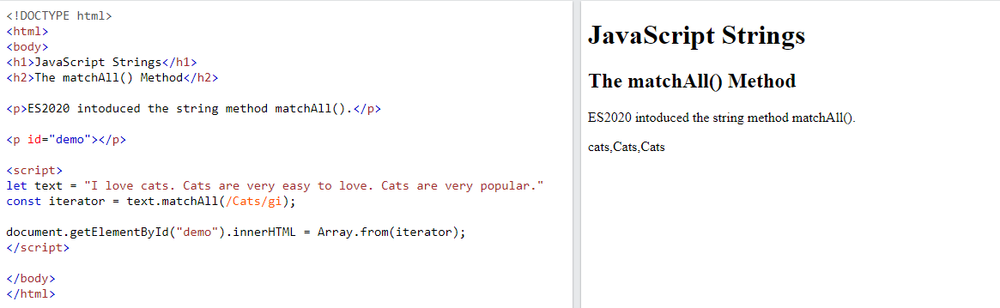 <!DOCTYPE html>
<html>
<body>
<h1>JavaScript Strings</h1>
<h2>The matchAll() Method</h2>
<p>ES2020 intoduced the string method matchAll().</p>
<p id="demo"></p>
<script>
let text = "I love cats. Cats are very easy to love. Cats are very popular."
const iterator = text.matchAll(/Cats/gi);
document.getElementById("demo").innerHTML = Array.from(iterator);
</script>
</body>
</html>
JavaScript Strings
The matchAll() Method
ES2020 intoduced the string method matchAll().
cats,Cats,Cats